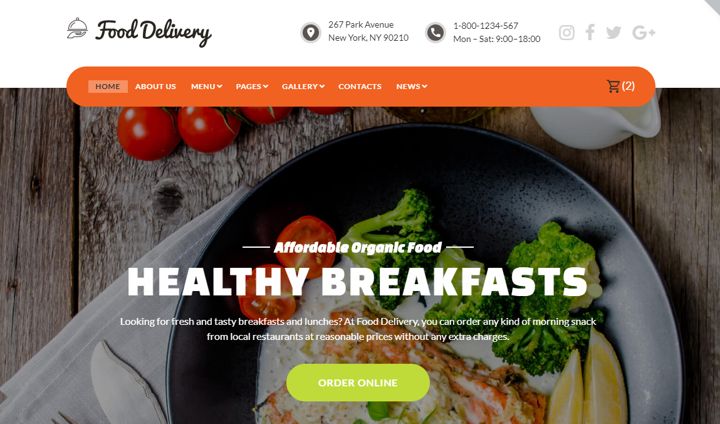 Food Delivery
267 Park Avenue
New York, NY 90210
1-800-1234-567
Mon – Sat: 9:00–18:00
G+
HOME ABOUT US MENU PAGES GALLERY CONTACTS NEWS (2)
Affordable Organic Food
HEALTHY BREAKFASTS
Looking for fresh and tasty breakfasts and lunches? At Food Delivery, you can order any kind of morning snack
from local restaurants at reasonable prices without any extra charges.
ORDER ONLINE